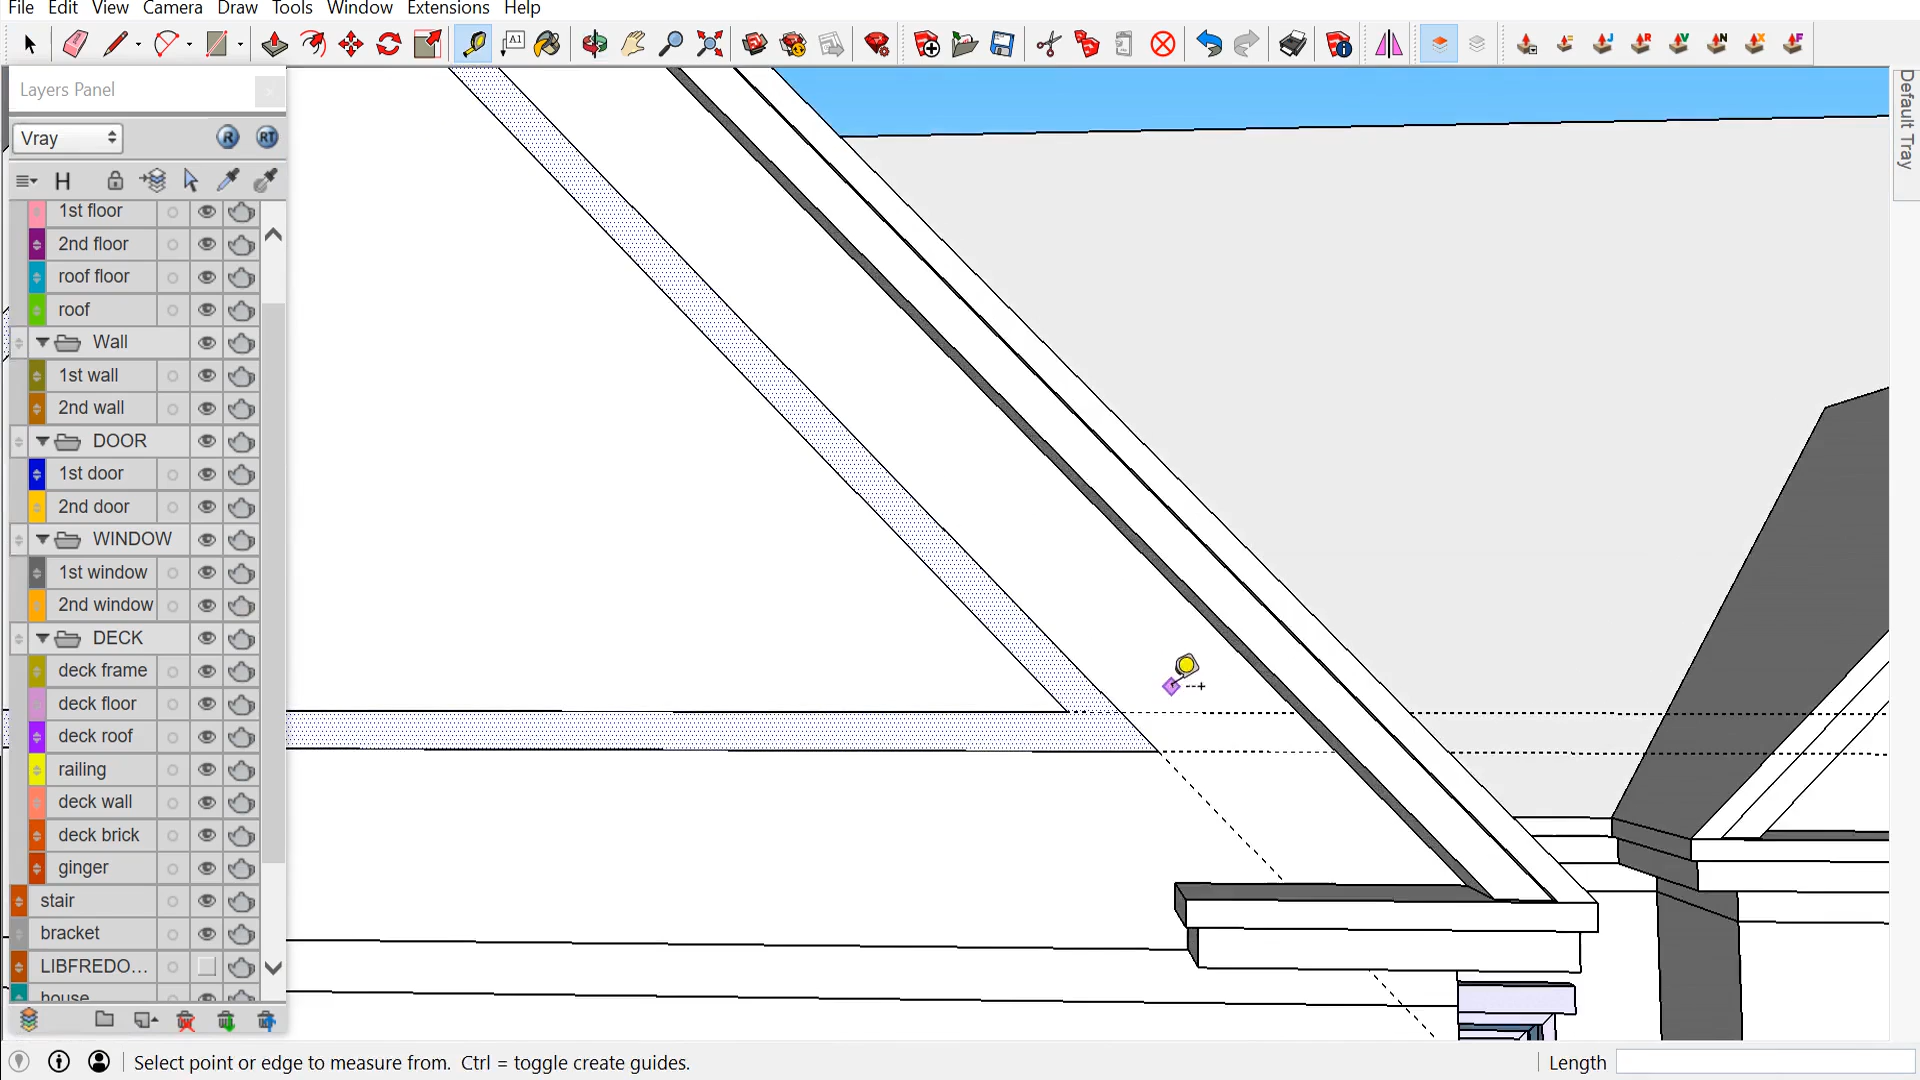 File Edit View Camera Draw Tools Window Extensions Help
A1
Layers Panel
Default Tray
Vray
R RT
H
1st floor
2nd floor
roof floor
roof
Wall
1st wall
2nd wall
DOOR
1st door
2nd door
WINDOW
1st window
2nd window
DECK
deck frame
deck floor
deck roof
railing
deck wall
deck brick
ginger
stair
bracket
LIBFREDO...
house
Select point or edge to measure from. Ctrl = toggle create guides.
Length